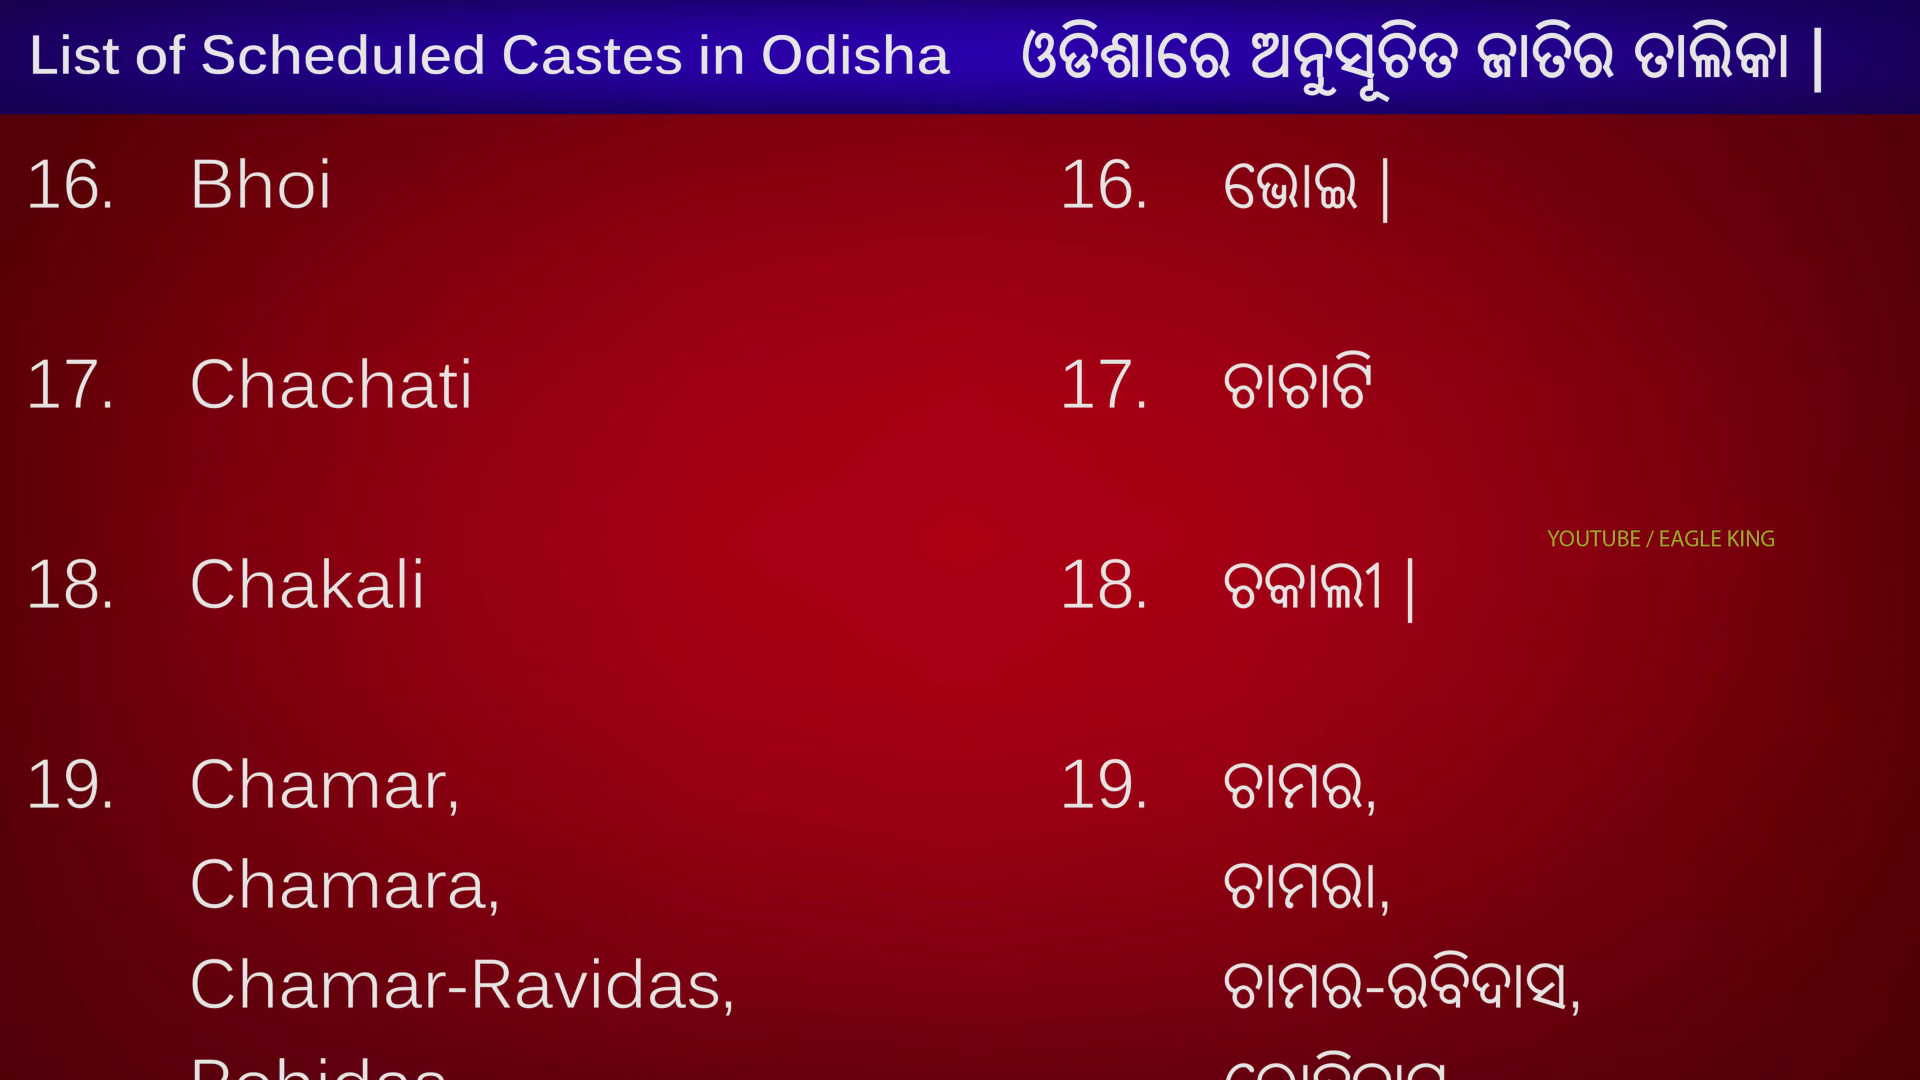 List of Scheduled Castes in Odisha ଓଡିଶାରେ ଅନୁସୂଚିତ ଜାତିର ତାଲିକା |
16. Bhoi 16. ଭୋଇ |
17. Chachati 17. ଚାଚାଟି
YOUTUBE / EAGLE KING
18. Chakali 18. ଚକାଲୀ |
19. Chamar, 19. ଚାମର,
Chamara, ଚାମରା,
Chamar-Ravidas, ଚାମର-ରବିଦାସ,